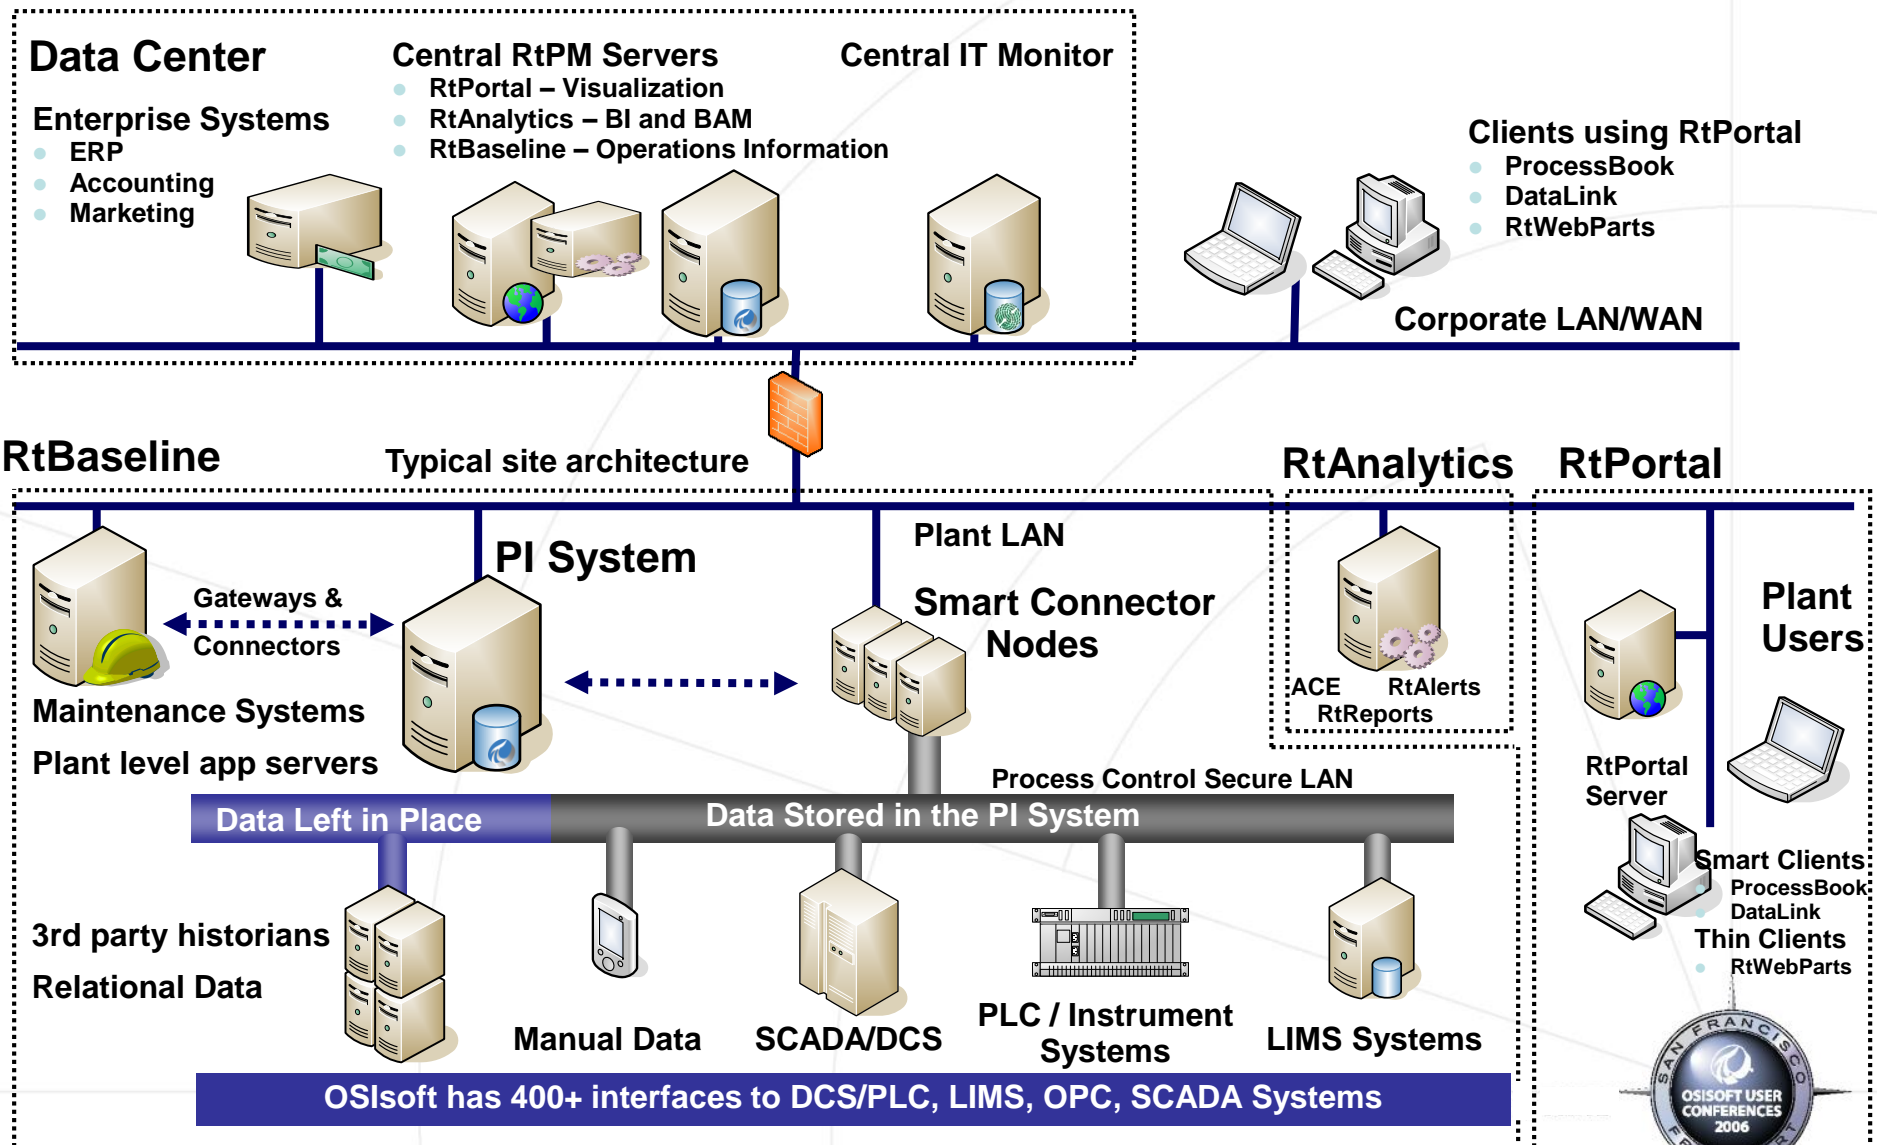 Data Center
Enterprise Systems
ERP
Accounting
Marketing
Central RtPM Servers
RtPortal – Visualization
RtAnalytics – BI and BAM
RtBaseline – Operations Information
Central IT Monitor
Clients using RtPortal
ProcessBook
DataLink
RtWebParts
Corporate LAN/WAN
RtBaseline
Typical site architecture
RtAnalytics
RtPortal
Plant LAN
PI System
Gateways &
Connectors
Smart Connector
Nodes
Maintenance Systems
Plant level app servers
ACE RtAlerts
RtReports
Plant
Users
RtPortal
Server
Process Control Secure LAN
Data Left in Place
Data Stored in the PI System
Smart Clients
ProcessBook
DataLink
Thin Clients
RtWebParts
3rd party historians
Relational Data
Manual Data
SCADA/DCS
PLC / Instrument
Systems
LIMS Systems
OSIsoft has 400+ interfaces to DCS/PLC, LIMS, OPC, SCADA Systems
SAN FRANCISCO
OSISOFT USER
CONFERENCES
2006